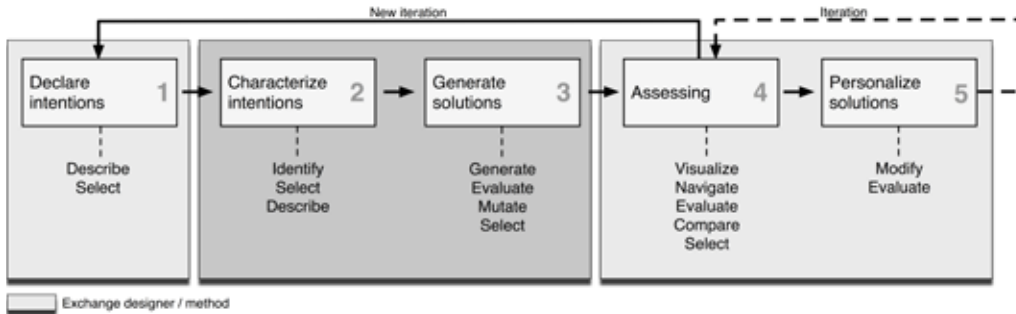 New iteration
Iteration
Declare
intentions
1
Characterize
intentions
2
Generate
solutions
3
Assessing
4
Personalize
solutions
5
Describe
Select
Identify
Select
Describe
Generate
Evaluate
Mutate
Select
Visualize
Navigate
Evaluate
Compare
Select
Modify
Evaluate
Exchange designer / method